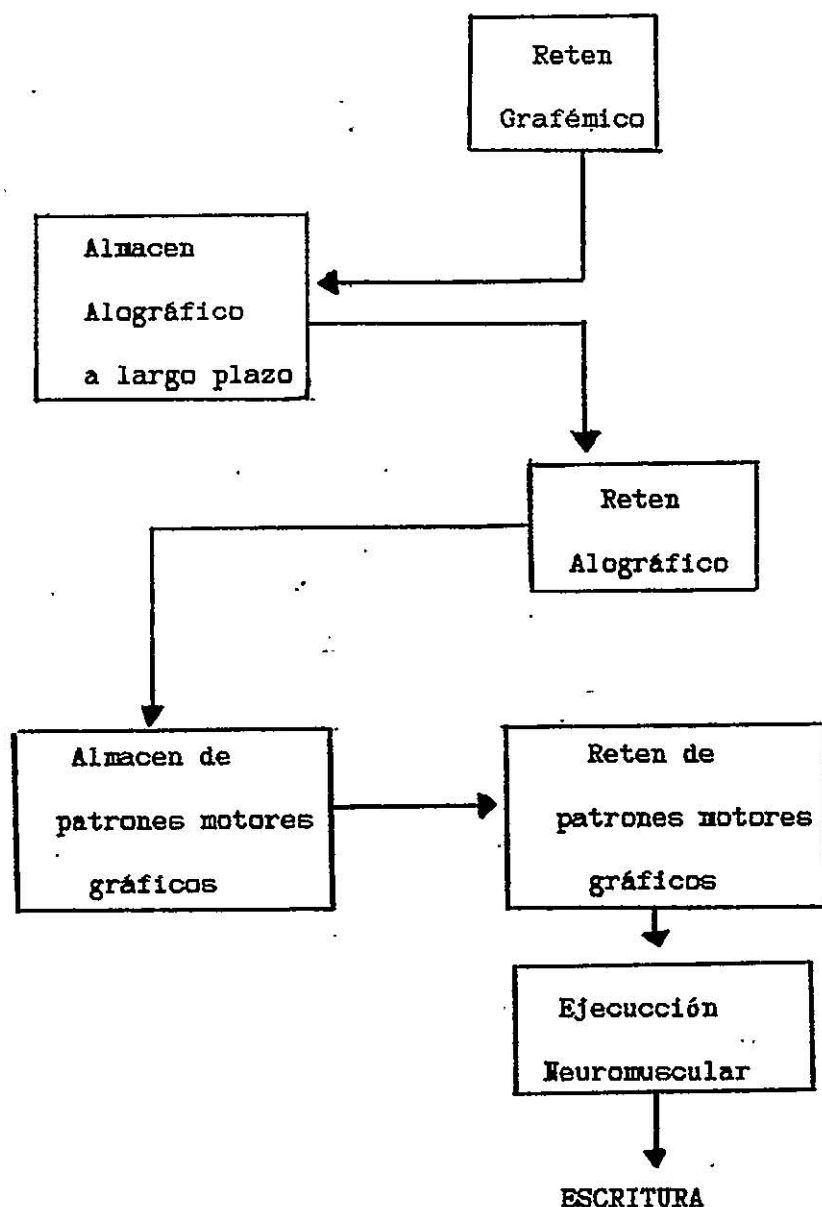 Reten
Grafémico
Almacen
Alográfico
a largo plazo
Reten
Alográfico
Almacen de
patrones motores
gráficos
Reten de
patrones motores
gráficos
Ejecucción
Neuromuscular
ESCRITURA